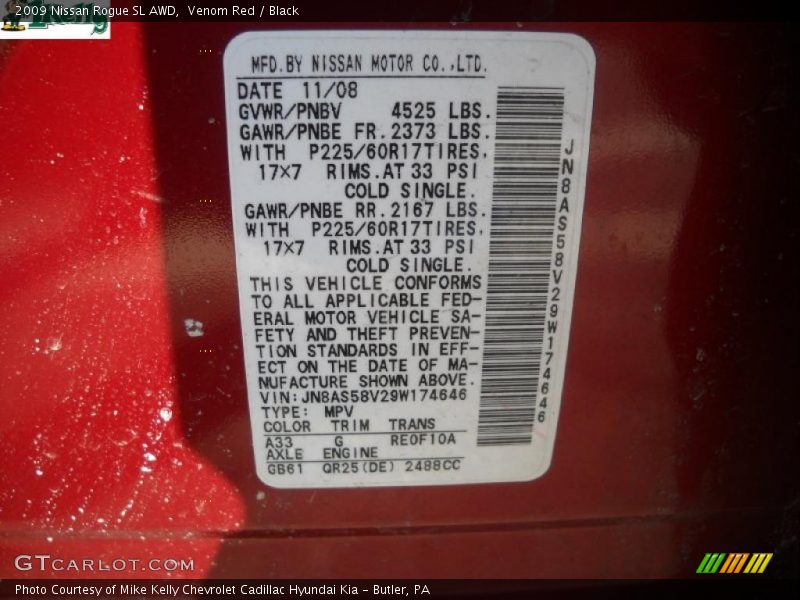 2009 Nissan Rogue SL AWD,  Venom Red / Black
MFD.BY NISSAN MOTOR CO.,LTD.
DATE 11/08
GVWR/PNBV 4525 LBS.
GAWR/PNBE FR.2373 LBS.
WITH P225/60R17TIRES,
17×7 RIMS.AT 33 PSI
COLD SINGLE.
GAWR/PNBE RR.2167 LBS.
WITH P225/60R17TIRES,
17×7 RIMS.AT 33 PSI
COLD SINGLE.
THIS VEHICLE CONFORMS
TO ALL APPLICABLE FED-
ERAL MOTOR VEHICLE SA-
FETY AND THEFT PREVEN-
TION STANDARDS IN EFF-
ECT ON THE DATE OF MA-
NUFACTURE SHOWN ABOVE.
VIN:JN8AS58V29W174646
TYPE: MPV
COLOR TRIM TRANS
A33 G RE0F10A
AXLE ENGINE
GB61 QR25(DE) 2488CC
JN8AS58V29W174646
GTCARLOT.COM
Photo Courtesy of Mike Kelly Chevrolet Cadillac Hyundai Kia - Butler, PA